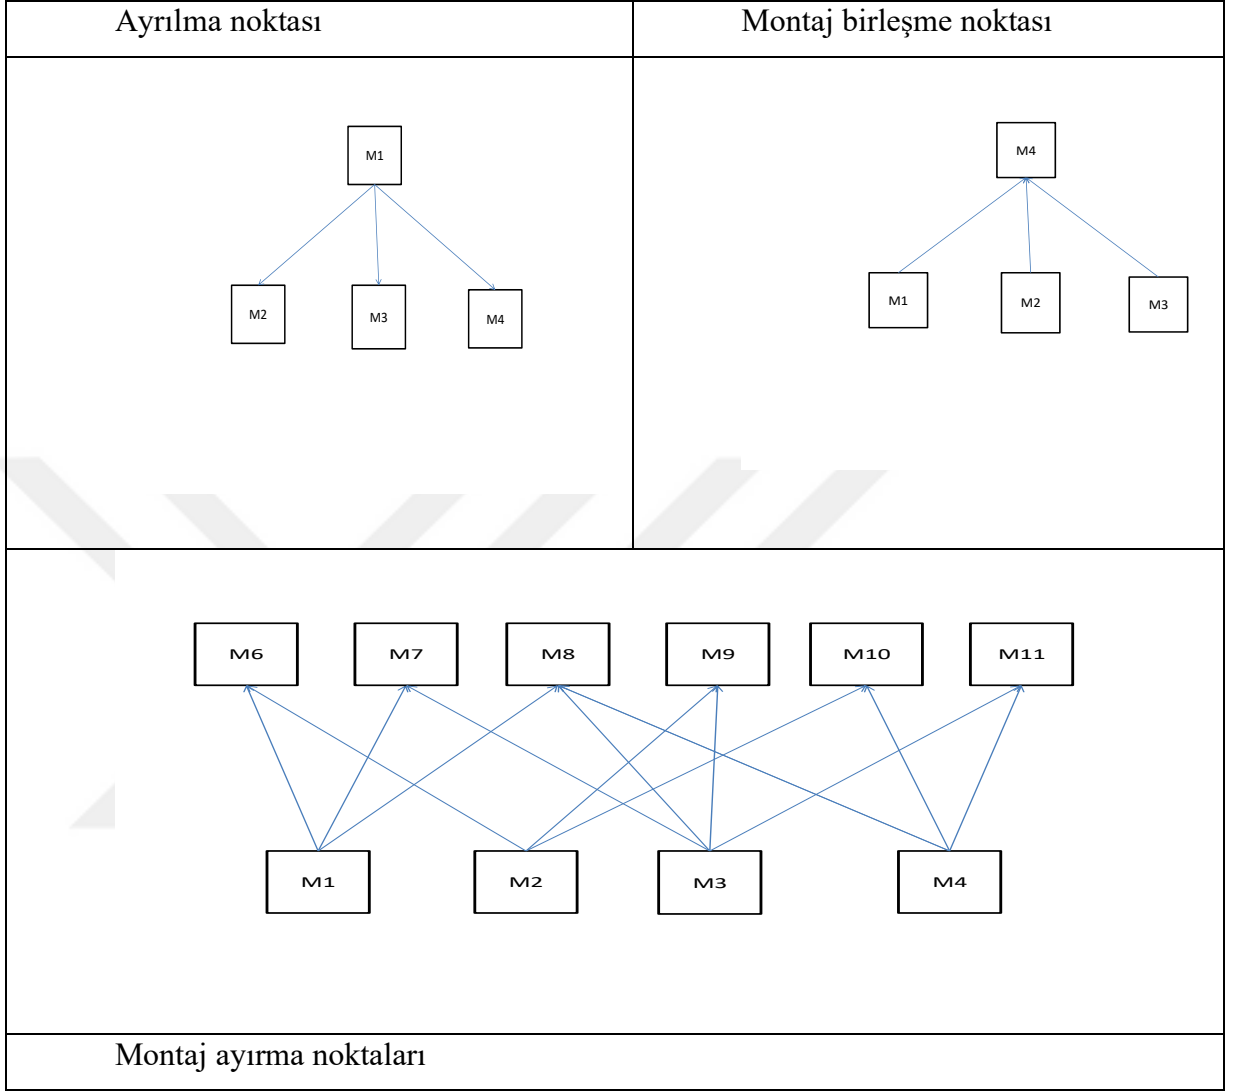 Ayrılma noktası
Montaj birleşme noktası
M1
M2
M3
M4
M4
M1
M2
M3
M6
M7
M8
M9
M10
M11
M1
M2
M3
M4
Montaj ayırma noktaları